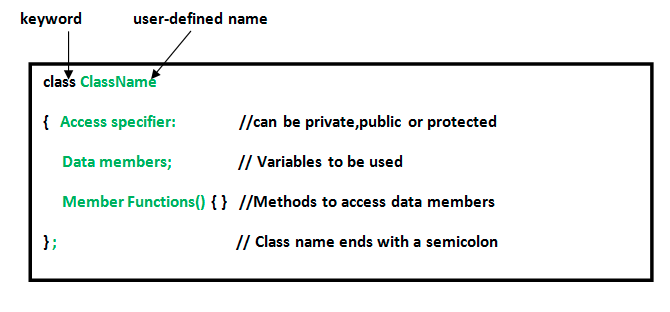 keyword user-defined name
class ClassName
{ Access specifier: //can be private,public or protected
Data members; // Variables to be used
Member Functions() { } //Methods to access data members
} ; // Class name ends with a semicolon